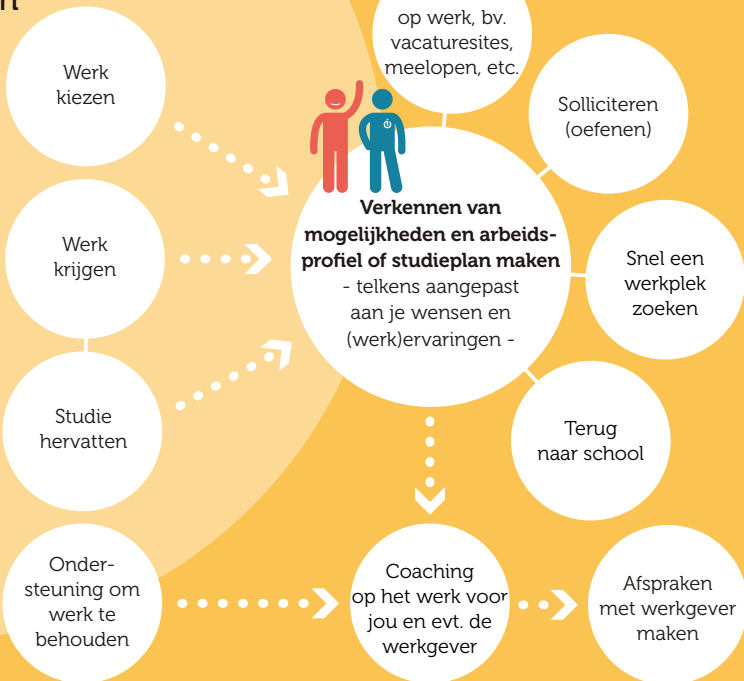 op werk, bv.
vacaturesites,
meelopen, etc.
Werk
kiezen
Solliciteren
(oefenen)
Verkennen van
mogelijkheden en arbeids-
profiel of studieplan maken
- telkens aangepast
aan je wensen en
(werk)ervaringen -
Werk
krijgen
Snel een
werkplek
zoeken
Studie
hervatten
Terug
naar school
Onder-
steuning om
werk te
behouden
Coaching
op het werk voor
jou en evt. de
werkgever
Afspraken
met werkgever
maken